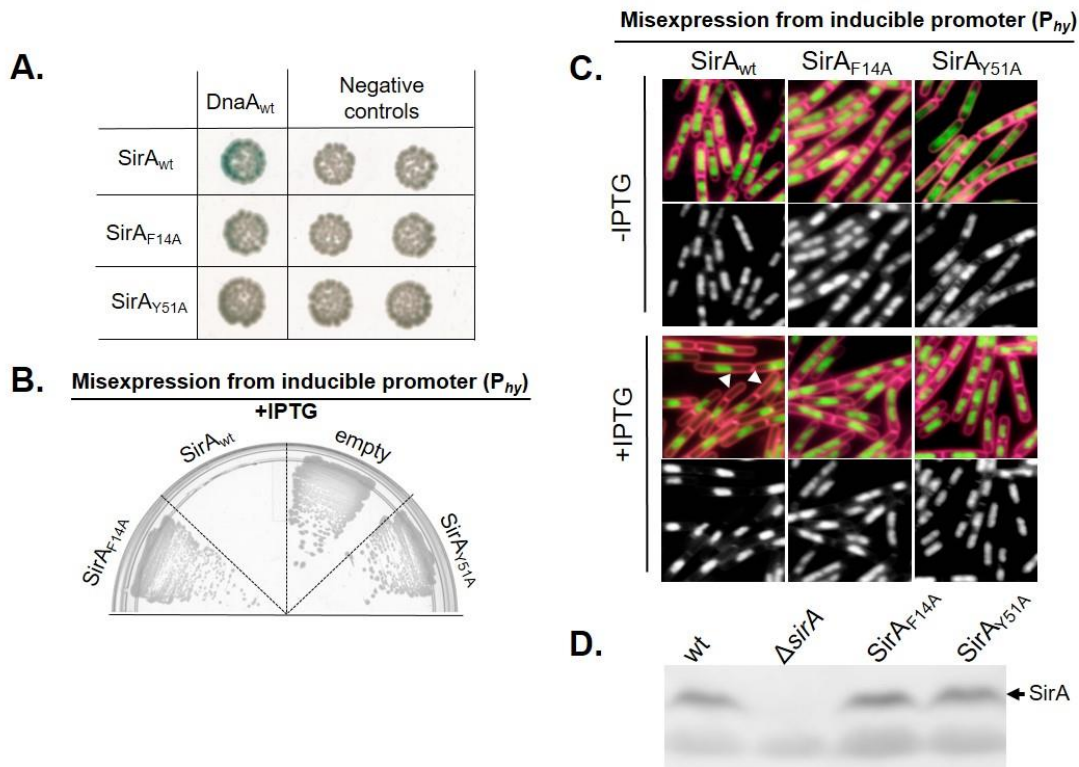 A.
DnaAwt
Negative
controls
SirAwt
SirAF14A
SirAY51A
B.
Misexpression from inducible promoter (Phy)
+IPTG
SirAwt
empty
SirAF14A
SirAY51A
Misexpression from inducible promoter (Phy)
C.
SirAwt
SirAF14A
SirAY51A
-IPTG
+IPTG
D.
wt
ΔsirA
SirAF14A
SirAY51A
SirA